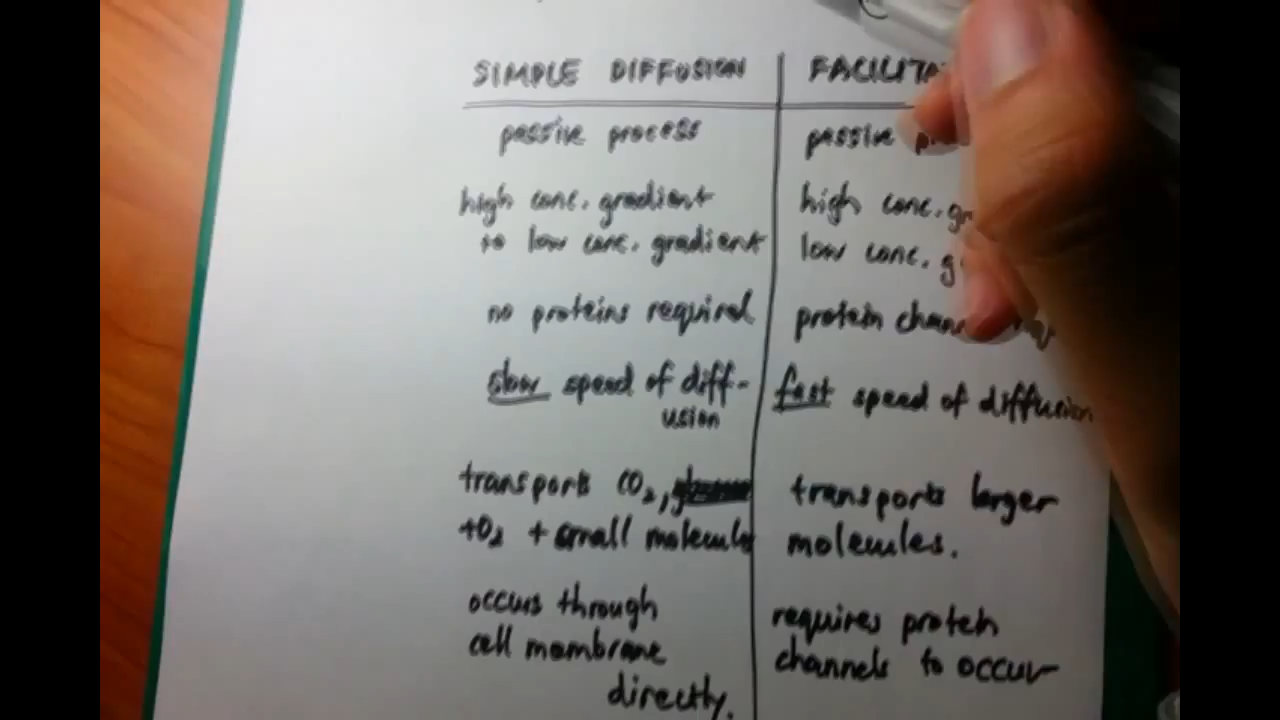 SIMPLE DIFFUSION
passive process
high conc. gradient
to low conc. gradient
no proteins required
slow speed of diff-
usion
transports CO2,
+O2 + small molecules
occurs through
cell membrane
directly.
FACILITA
passive
high conc.
low conc.
protein
fast speed of diffusion
transports larger
molecules.
requires protein
channels to occur